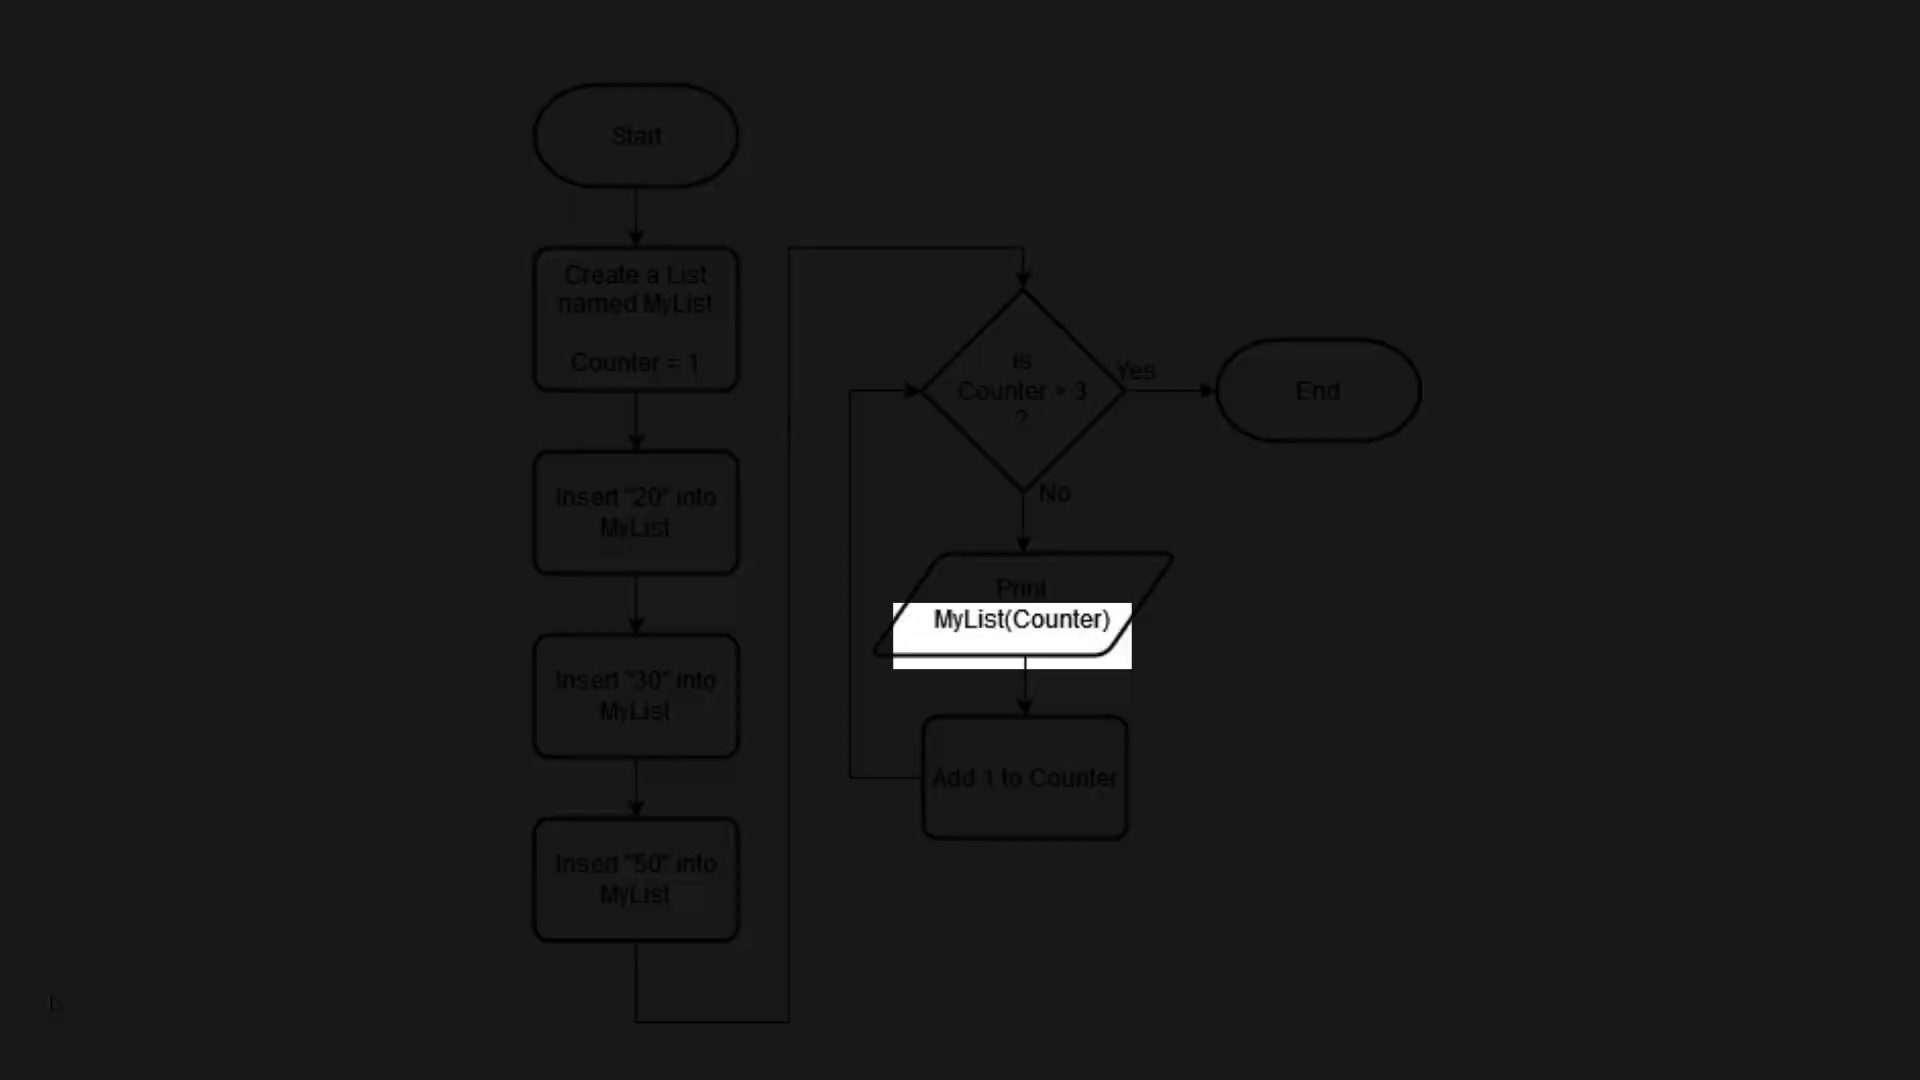 Start
Create a List
named MyList
Counter = 1
Insert "20" into
MyList
Insert "30" into
MyList
Insert "50" into
MyList
Is
Counter > 3
?
Yes
End
No
Print
MyList(Counter)
Add 1 to Counter